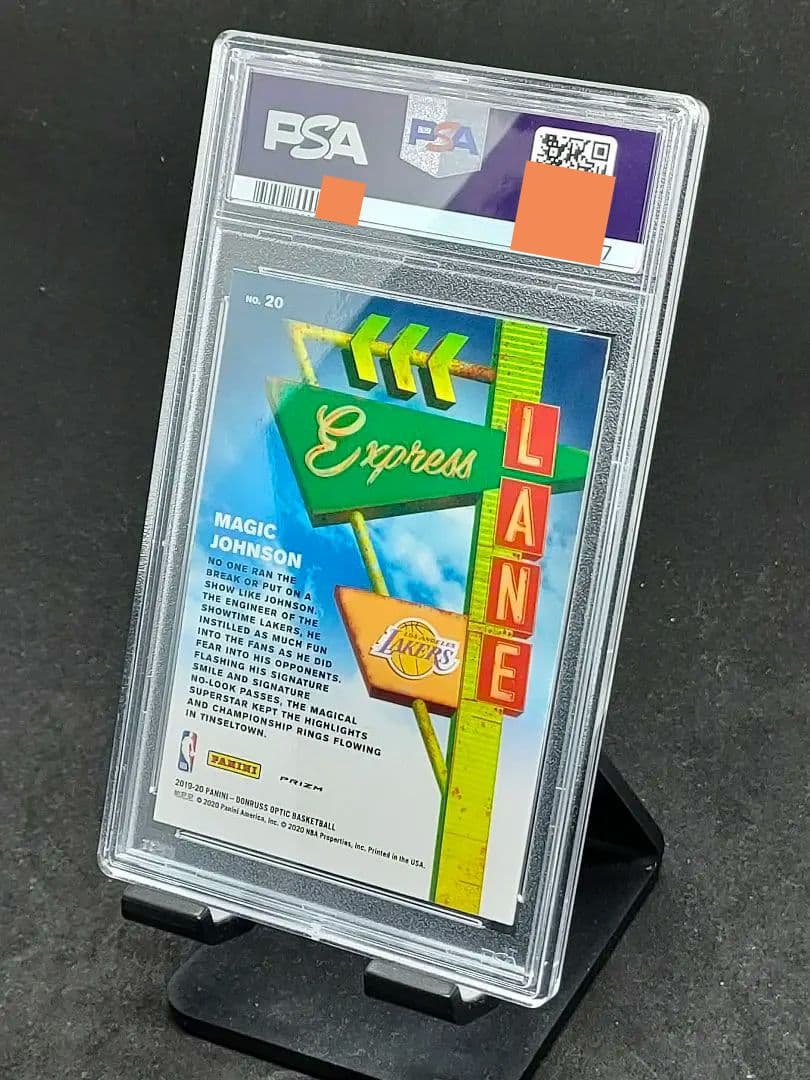 PSA
PSA
7
NO. 20
Express
LANE
LOS ANGELES
LAKERS
MAGIC
JOHNSON
NO ONE RAN THE
BREAK OR PUT ON A
SHOW LIKE JOHNSON.
THE ENGINEER OF THE
SHOWTIME LAKERS, HE
INSTILLED AS MUCH FUN
INTO THE FANS AS HE DID
FEAR INTO HIS OPPONENTS.
FLASHING HIS SIGNATURE
SMILE AND SIGNATURE
NO-LOOK PASSES, THE MAGICAL
SUPERSTAR KEPT THE HIGHLIGHTS
AND CHAMPIONSHIP RINGS FLOWING
IN TINSELTOWN.
PANINI
PRIZM
2019-20 PANINI – DONRUSS OPTIC BASKETBALL
© 2020 Panini America, Inc. © 2020 NBA Properties, Inc. Printed in the USA.